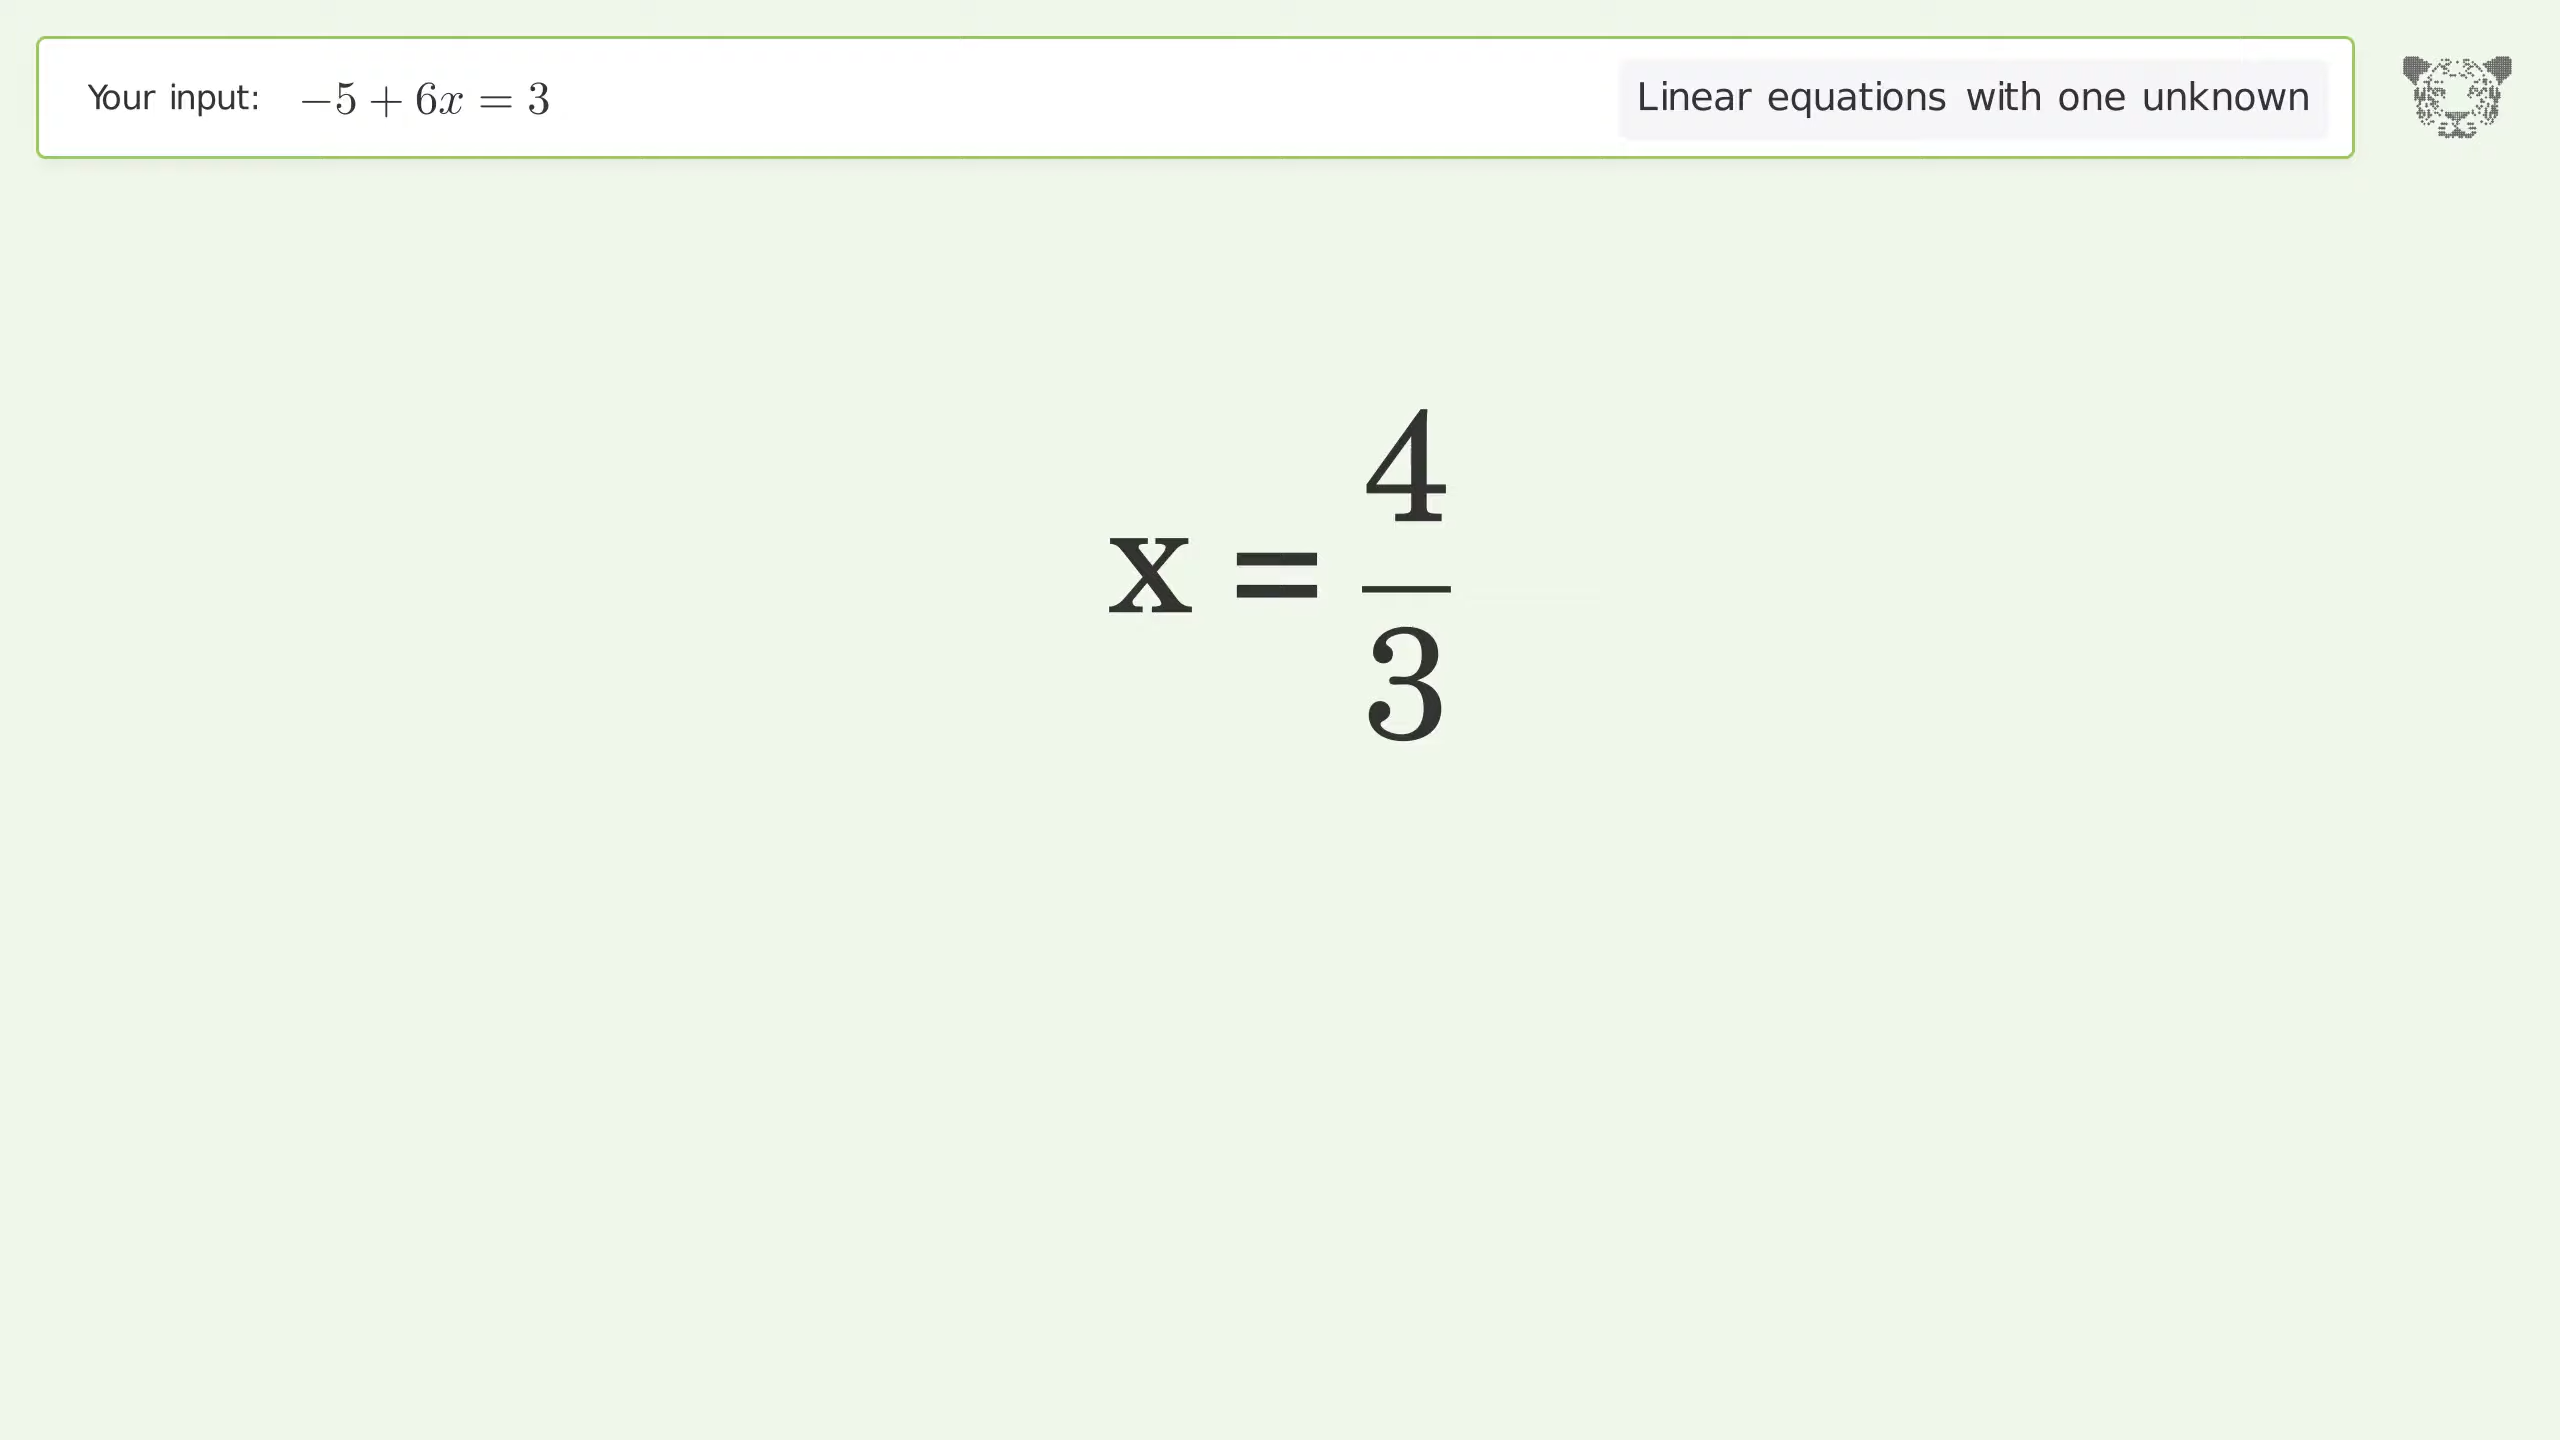 Your input: −5 + 6x = 3
Linear equations with one unknown
x = 4/3